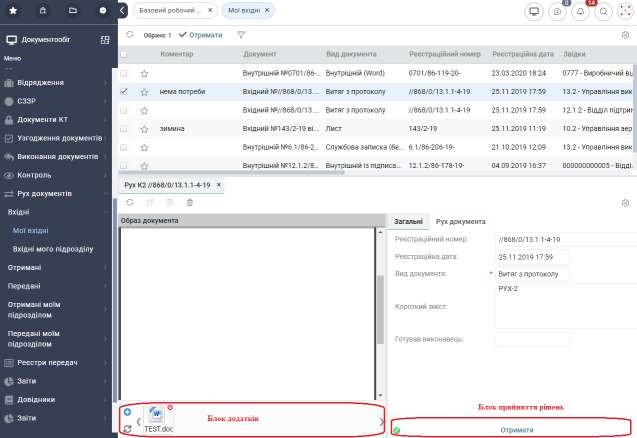 Базовий робочий ... ×
Мої вхідні ×
0
14
Документообіг
Меню
Відрядження
СЗЗР
Документи КТ
Узгодження документів
Виконання документів
Контроль
Рух документів
Вхідні
Мої вхідні
Вхідні мого підрозділу
Отримані
Передані
Отримані моїм
підрозділом
Передані моїм
підрозділом
Реєстри передач
Звіти
Довідники
Звіти
Обрано: 1 Отримати
Коментар Документ Вид документа Реєстраційний номер Реєстраційна дата Звідки
Внутрішній №0701/86-... Внутрішній (Word) 0701/86-119-20- 23.03.2020 18:24 0777 - Виробничий від
нема потреби Вхідний №//868/0/13.... Витяг з протоколу //868/0/13.1.1-4-19 25.11.2019 17:59 13.2 - Управління вик
Вхідний №//868/0/13.... Витяг з протоколу //868/0/13.1.1-4-19 25.11.2019 17:59 12.1.2 - Відділ підтрим
зимина Вхідний №143/2-19 ві... Лист 143/2-19 25.11.2019 11:19 10.2 - Управління аер
Внутрішній №6.1/86-2... Службова записка (бе... 6.1/86-206-19- 21.10.2019 12:09 13.2 - Управління вик
Внутрішній №12.1.2/8... Внутрішній із підписа... 12.1.2/86-178-19- 04.09.2019 16:37 000000000005 - Відді.
Рух К2 //868/0/13.1.1-4-19 ×
Образ документа
Загальні Рух документа
Реєстраційний номер: //868/0/13.1.1-4-19
Реєстраційна дата: 25.11.2019 17:59
Вид документа: * Витяг з протоколу
РУХ-2
Короткий зміст:
Готував виконавець:
Блок додатків
TEST.doc
Блок прийняття рішень
Отримати